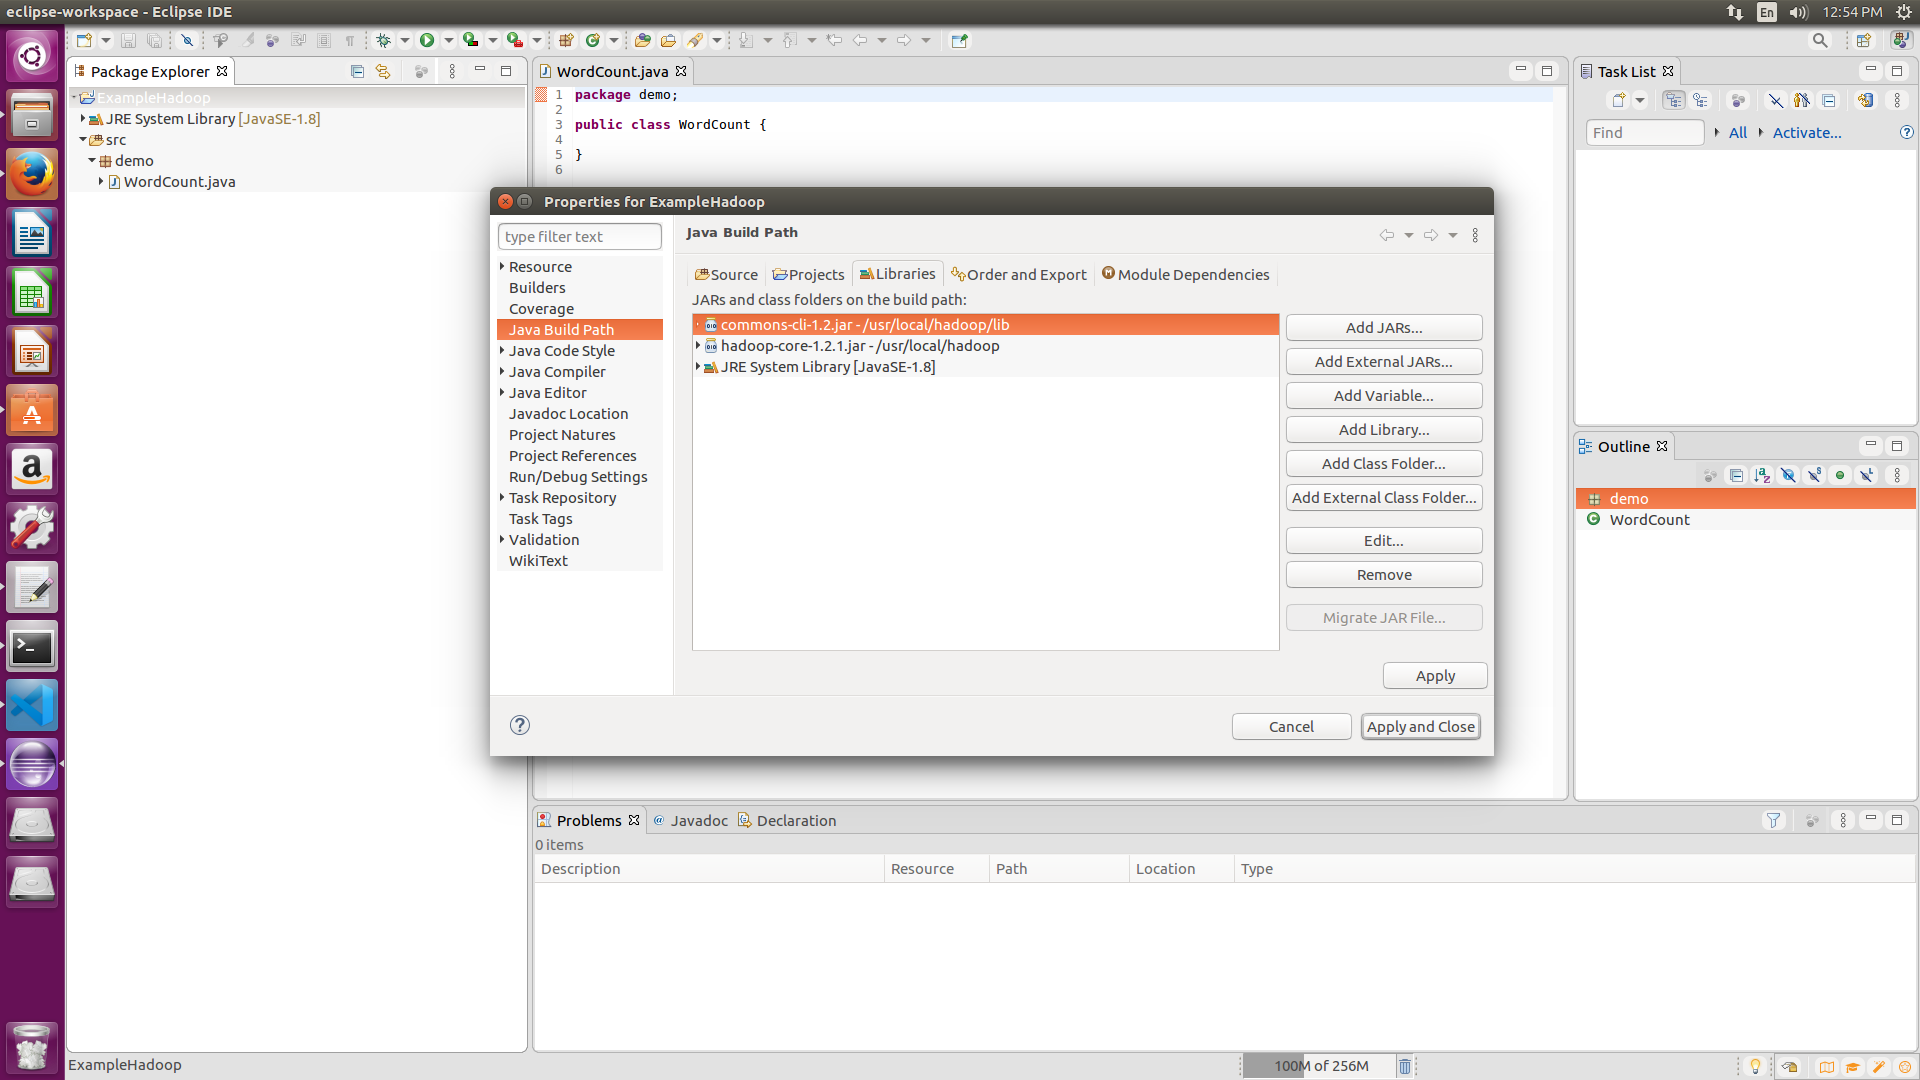 eclipse-workspace - Eclipse IDE
En
12:54 PM
Package Explorer
ExampleHadoop
JRE System Library [JavaSE-1.8]
src
demo
WordCount.java
WordCount.java
1 package demo;
2
3 public class WordCount {
4
5 }
6
Properties for ExampleHadoop
type filter text
Resource
Builders
Coverage
Java Build Path
Java Code Style
Java Compiler
Java Editor
Javadoc Location
Project Natures
Project References
Run/Debug Settings
Task Repository
Task Tags
Validation
WikiText
Java Build Path
Source
Projects
Libraries
Order and Export
Module Dependencies
JARs and class folders on the build path:
commons-cli-1.2.jar - /usr/local/hadoop/lib
hadoop-core-1.2.1.jar - /usr/local/hadoop
JRE System Library [JavaSE-1.8]
Add JARs...
Add External JARs...
Add Variable...
Add Library...
Add Class Folder...
Add External Class Folder...
Edit...
Remove
Migrate JAR File...
Apply
Cancel
Apply and Close
Task List
Find
All
Activate...
Outline
demo
WordCount
Problems
Javadoc
Declaration
0 items
Description
Resource
Path
Location
Type
ExampleHadoop
100M of 256M